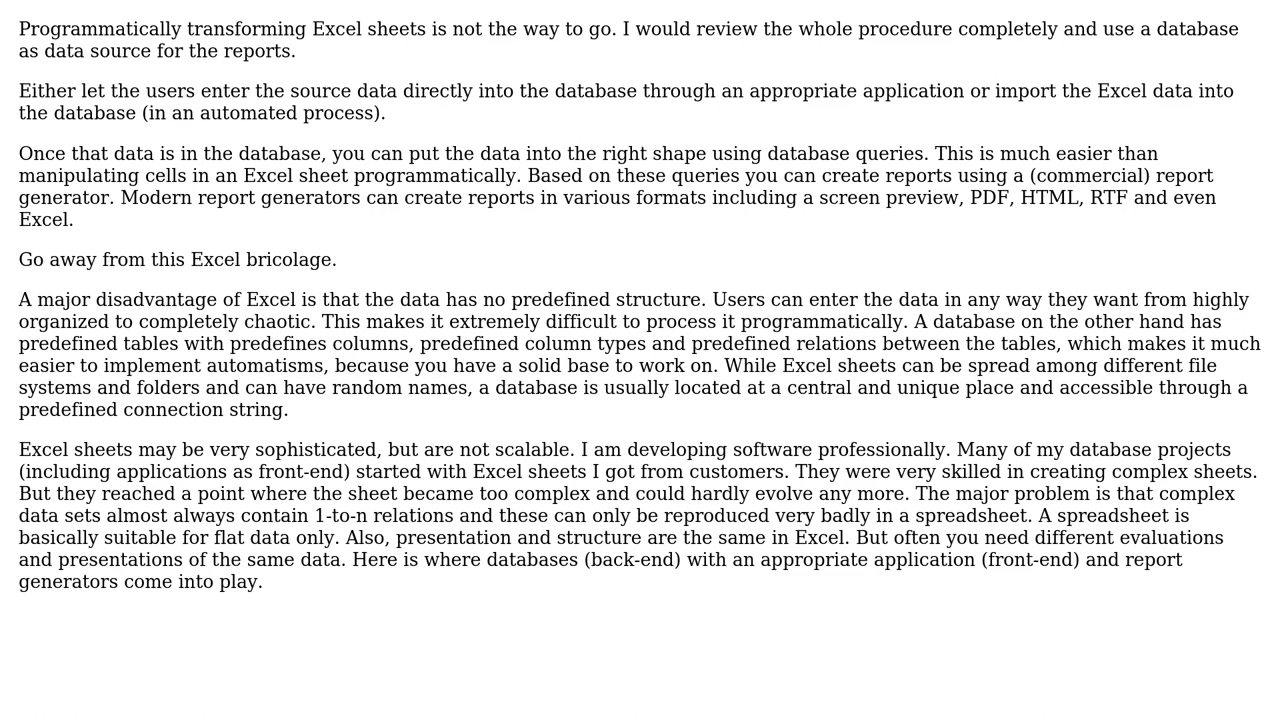 Programmatically transforming Excel sheets is not the way to go. I would review the whole procedure completely and use a database
as data source for the reports.
Either let the users enter the source data directly into the database through an appropriate application or import the Excel data into
the database (in an automated process).
Once that data is in the database, you can put the data into the right shape using database queries. This is much easier than
manipulating cells in an Excel sheet programmatically. Based on these queries you can create reports using a (commercial) report
generator. Modern report generators can create reports in various formats including a screen preview, PDF, HTML, RTF and even
Excel.
Go away from this Excel bricolage.
A major disadvantage of Excel is that the data has no predefined structure. Users can enter the data in any way they want from highly
organized to completely chaotic. This makes it extremely difficult to process it programmatically. A database on the other hand has
predefined tables with predefines columns, predefined column types and predefined relations between the tables, which makes it much
easier to implement automatisms, because you have a solid base to work on. While Excel sheets can be spread among different file
systems and folders and can have random names, a database is usually located at a central and unique place and accessible through a
predefined connection string.
Excel sheets may be very sophisticated, but are not scalable. I am developing software professionally. Many of my database projects
(including applications as front-end) started with Excel sheets I got from customers. They were very skilled in creating complex sheets.
But they reached a point where the sheet became too complex and could hardly evolve any more. The major problem is that complex
data sets almost always contain 1-to-n relations and these can only be reproduced very badly in a spreadsheet. A spreadsheet is
basically suitable for flat data only. Also, presentation and structure are the same in Excel. But often you need different evaluations
and presentations of the same data. Here is where databases (back-end) with an appropriate application (front-end) and report
generators come into play.